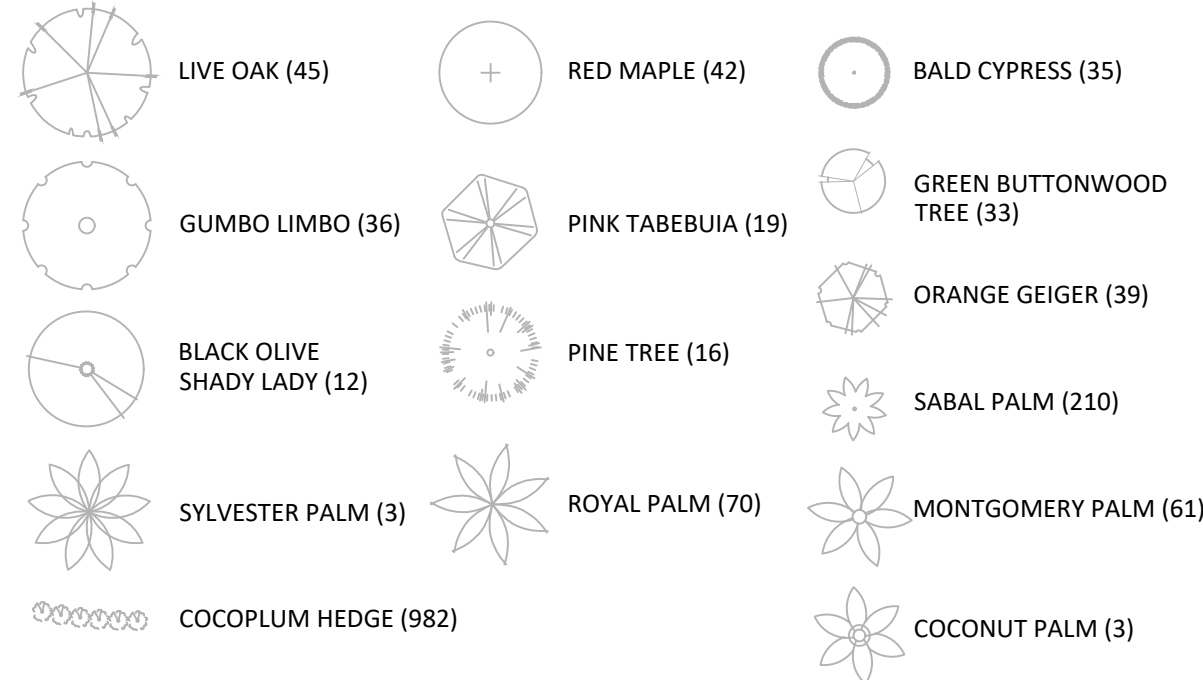 LIVE OAK (45)
RED MAPLE (42)
BALD CYPRESS (35)
GUMBO LIMBO (36)
PINK TABEBUIA (19)
GREEN BUTTONWOOD
TREE (33)
ORANGE GEIGER (39)
BLACK OLIVE
SHADY LADY (12)
PINE TREE (16)
SABAL PALM (210)
SYLVESTER PALM (3)
ROYAL PALM (70)
MONTGOMERY PALM (61)
COCOPLUM HEDGE (982)
COCONUT PALM (3)